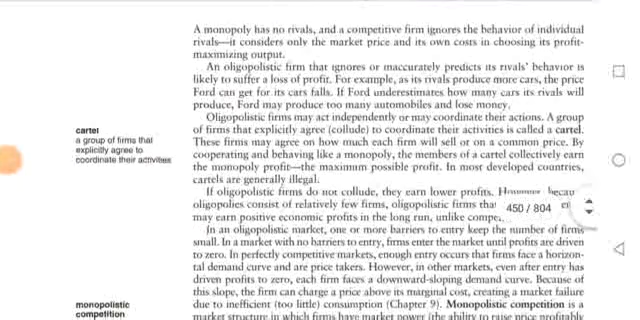 A monopoly has no rivals, and a competitive firm ignores the behavior of individual
rivals—it considers only the market price and its own costs in choosing its profit-
maximizing output.
An oligopolistic firm that ignores or inaccurately predicts its rivals' behavior is
likely to suffer a loss of profit. For example, as its rivals produce more cars, the price
Ford can get for its cars falls. If Ford underestimates how many cars its rivals will
produce, Ford may produce too many automobiles and lose money.
Oligopolistic firms may act independently or may coordinate their actions. A group
of firms that explicitly agree (collude) to coordinate their activities is called a cartel.
These firms may agree on how much each firm will sell or on a common price. By
cooperating and behaving like a monopoly, the members of a cartel collectively earn
the monopoly profit—the maximum possible profit. In most developed countries,
cartels are generally illegal.
cartel
a group of firms that
explicitly agree to
coordinate their activities
If oligopolistic firms do not collude, they earn lower profits.
oligopolies consist of relatively few firms, oligopolistic firms
450 / 804
may earn positive economic profits in the long run, unlike
In an oligopolistic market, one or more barriers to entry keep the number of firms
small. In a market with no barriers to entry, firms enter the market until profits are driven
to zero. In perfectly competitive markets, enough entry occurs that firms face a horizon-
tal demand curve and are price takers. However, in other markets, even after entry has
driven profits to zero, each firm faces a downward-sloping demand curve. Because of
this slope, the firm can charge a price above its marginal cost, creating a market failure
due to inefficient (too little) consumption (Chapter 9). Monopolistic competition is a
market structure in which firms have market power (the ability to raise price profitably
monopolistic
competition